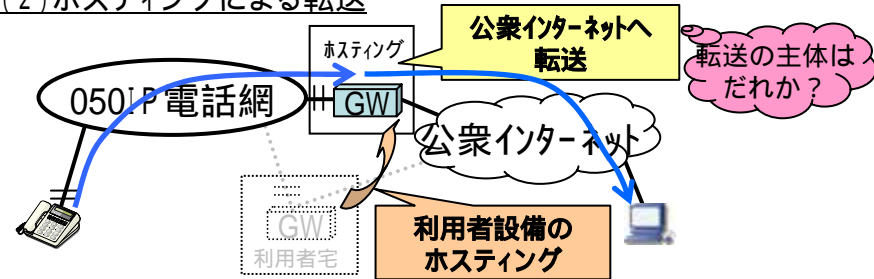 (2)ホスティングによる転送
ホスティング
公衆インターネットへ
転送
転送の主体は
だれか?
050IP電話網
GW
公衆インターネット
GW
利用者宅
利用者設備の
ホスティング